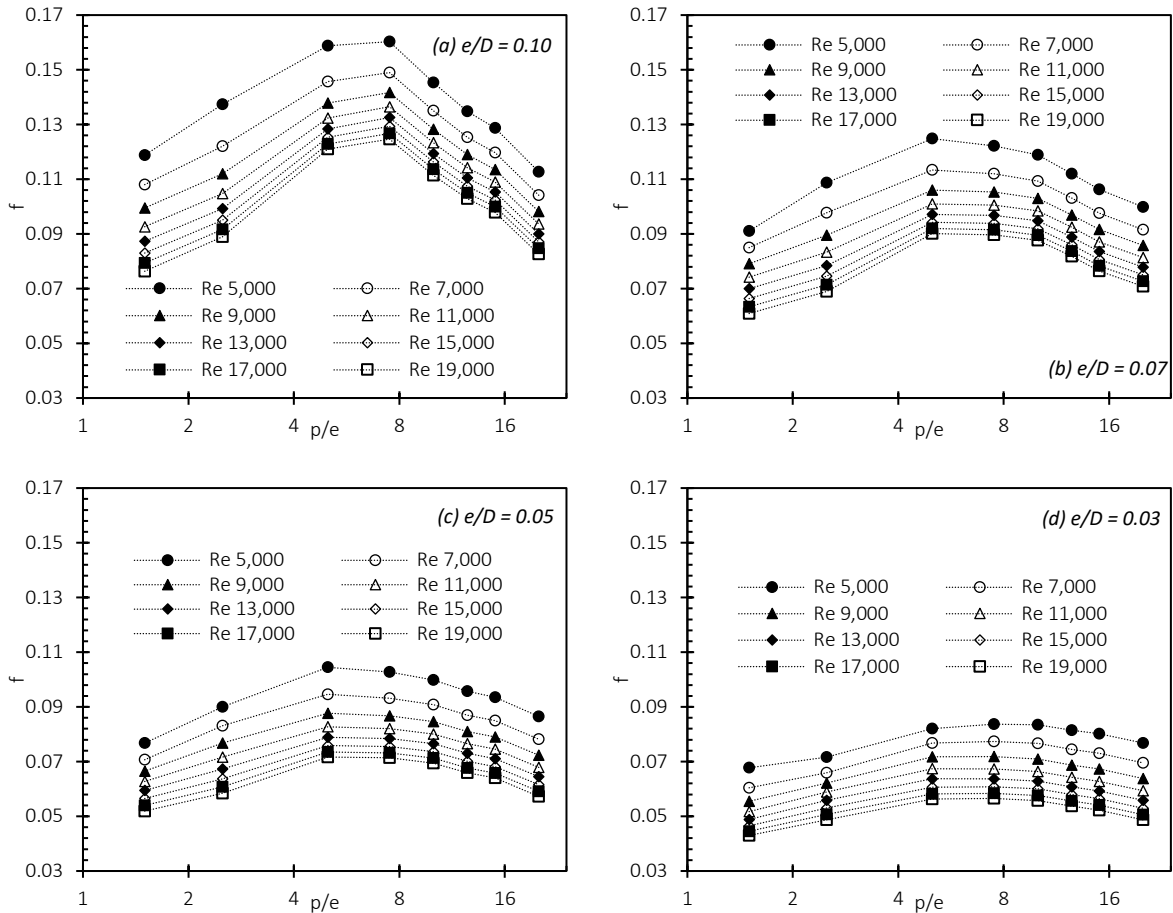 0.17
0.15
0.13
0.11
0.09
0.07
0.05
0.03
f
(a) e/D = 0.10
Re 5,000 Re 7,000
Re 9,000 Re 11,000
Re 13,000 Re 15,000
Re 17,000 Re 19,000
1 2 4 8 16
p/e
0.17
0.15
0.13
0.11
0.09
0.07
0.05
0.03
f
Re 5,000 Re 7,000
Re 9,000 Re 11,000
Re 13,000 Re 15,000
Re 17,000 Re 19,000
(b) e/D = 0.07
1 2 4 8 16
p/e
0.17
0.15
0.13
0.11
0.09
0.07
0.05
0.03
f
(c) e/D = 0.05
Re 5,000 Re 7,000
Re 9,000 Re 11,000
Re 13,000 Re 15,000
Re 17,000 Re 19,000
1 2 4 8 16
p/e
0.17
0.15
0.13
0.11
0.09
0.07
0.05
0.03
f
(d) e/D = 0.03
Re 5,000 Re 7,000
Re 9,000 Re 11,000
Re 13,000 Re 15,000
Re 17,000 Re 19,000
1 2 4 8 16
p/e